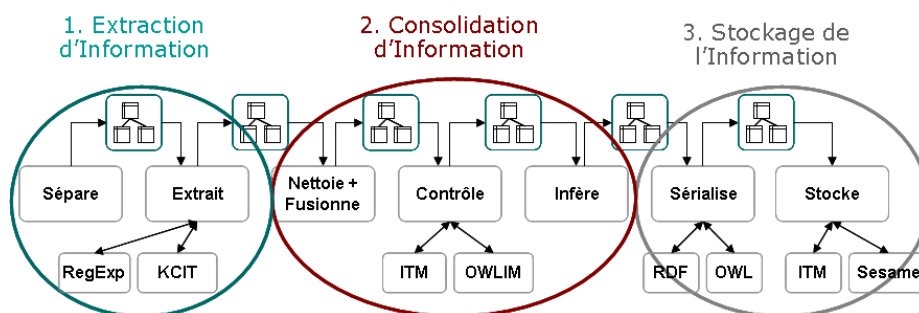 1. Extraction
d'Information
2. Consolidation
d'Information
3. Stockage de
l'Information
Sépare
Extrait
Nettoie +
Fusionne
Contrôle
Infère
Sérialise
Stocke
RegExp
KCIT
ITM
OWLIM
RDF
OWL
ITM
Sesame